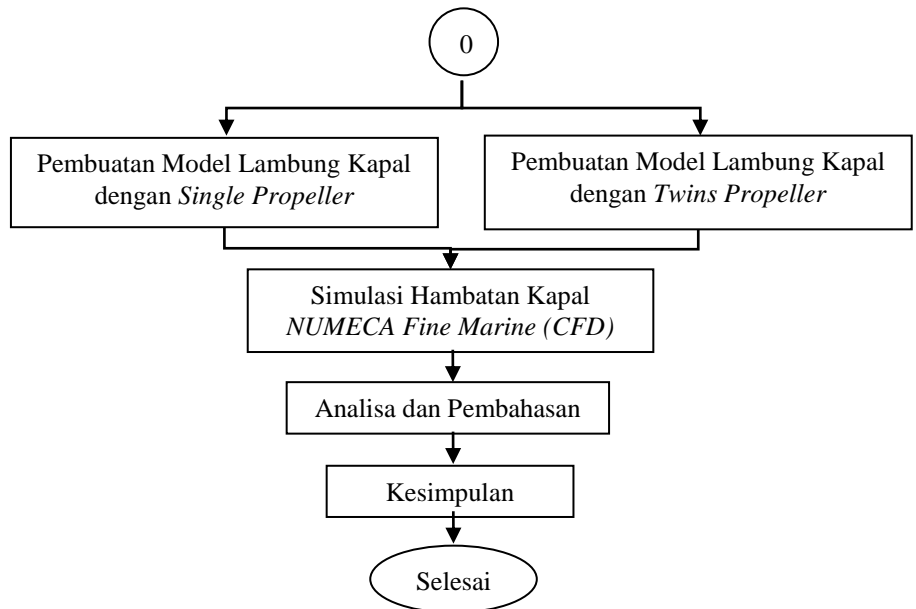 0
Pembuatan Model Lambung Kapal
dengan Single Propeller
Pembuatan Model Lambung Kapal
dengan Twins Propeller
Simulasi Hambatan Kapal
NUMECA Fine Marine (CFD)
Analisa dan Pembahasan
Kesimpulan
Selesai